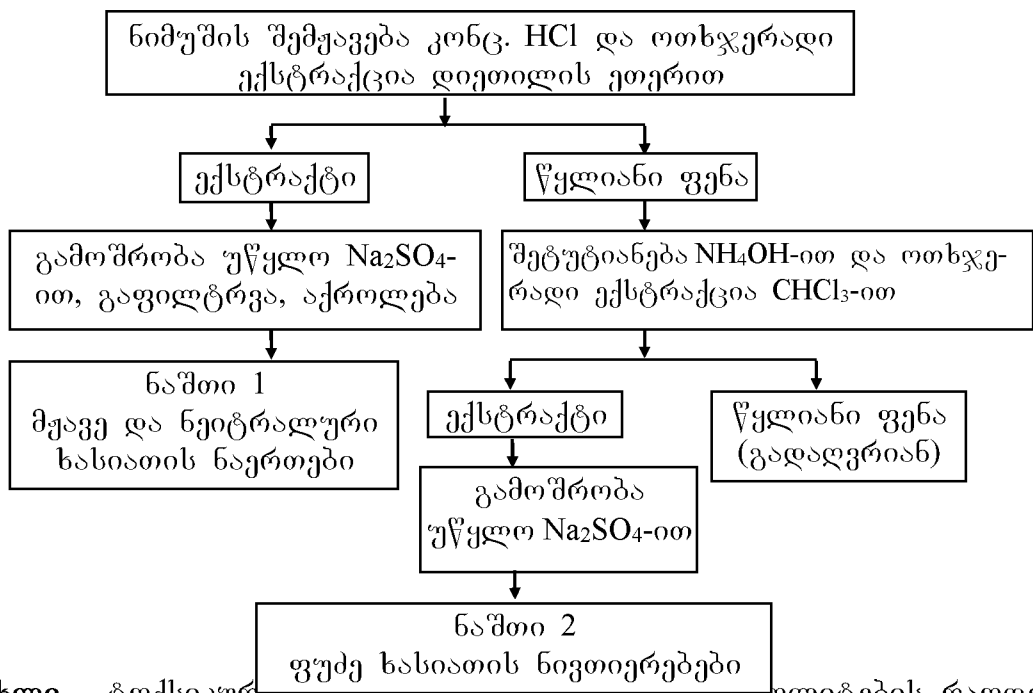 ნიმუშის შემჟავება კონც. HCl და ოთხჯერადი
ექსტრაქცია დიეთილის ეთერით
ექსტრაქტი
წყლიანი ფენა
გამოშრობა უწყლო Na₂SO₄-
ით, გაფილტრვა, აქროლება
შეტუტიანება NH₄OH-ით და ოთხჯე-
რადი ექსტრაქცია CHCl₃-ით
ნაშთი 1
მჟავე და ნეიტრალური
ხასიათის ნაერთები
ექსტრაქტი
წყლიანი ფენა
(გადაღვრიან)
გამოშრობა
უწყლო Na₂SO₄-ით
ნაშთი 2
ფუძე ხასიათის ნივთიერებები